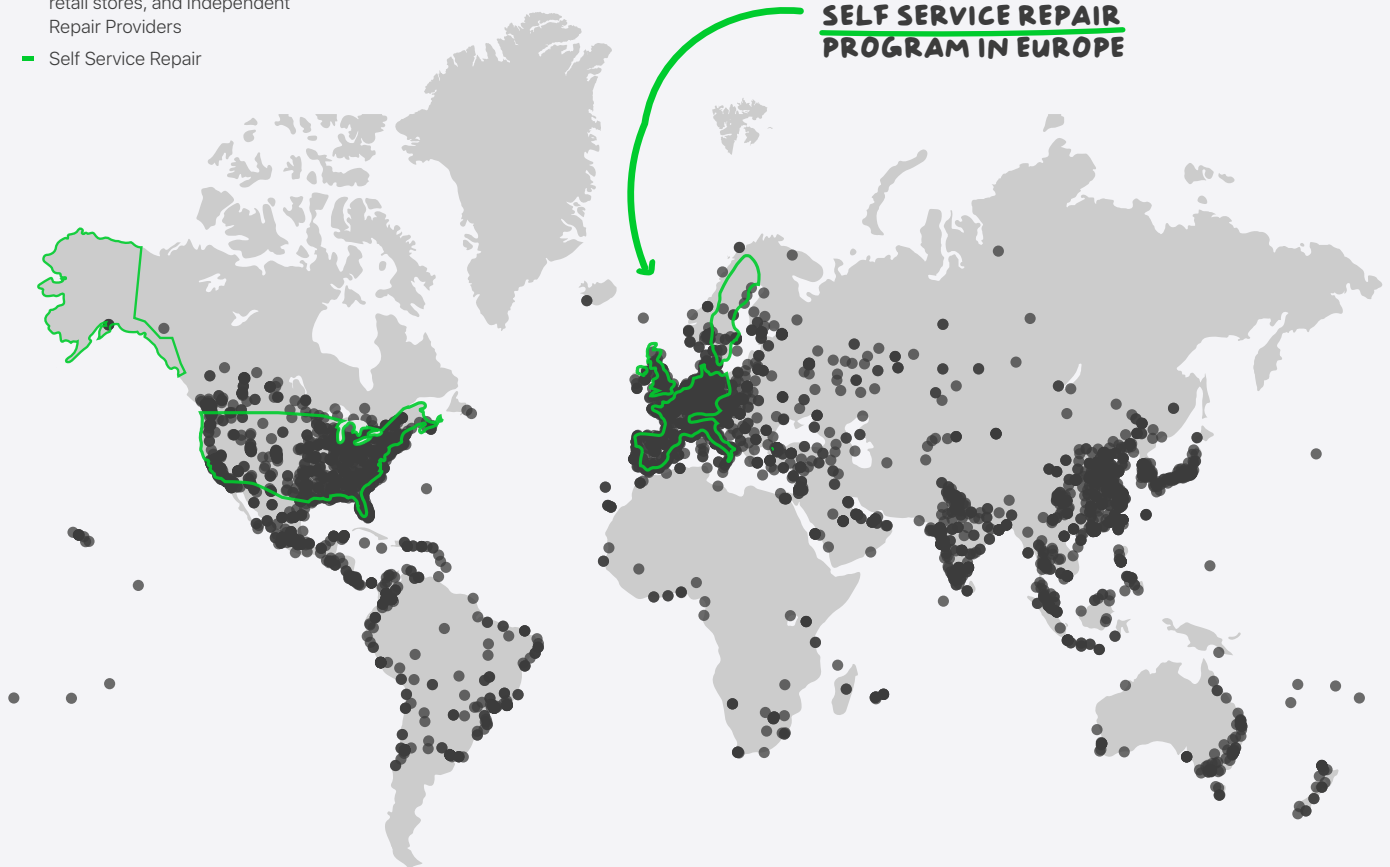 retail stores, and Independent
Repair Providers
Self Service Repair
SELF SERVICE REPAIR
PROGRAM IN EUROPE